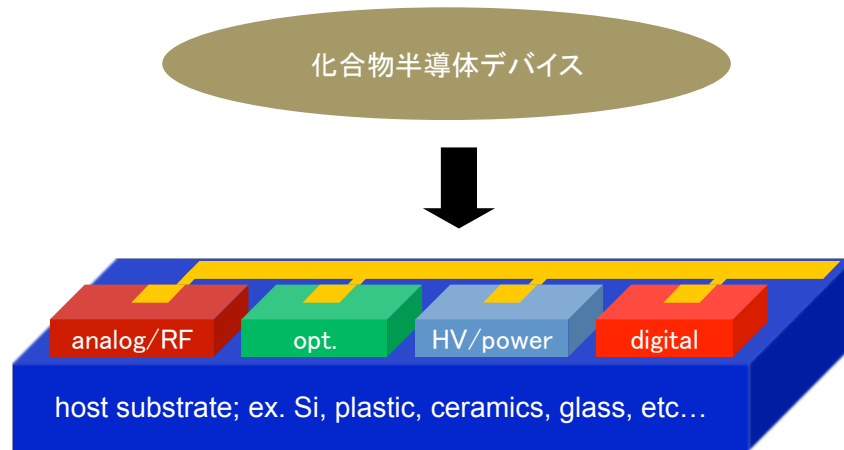 化合物半導体デバイス
analog/RF
opt.
HV/power
digital
host substrate; ex. Si, plastic, ceramics, glass, etc…